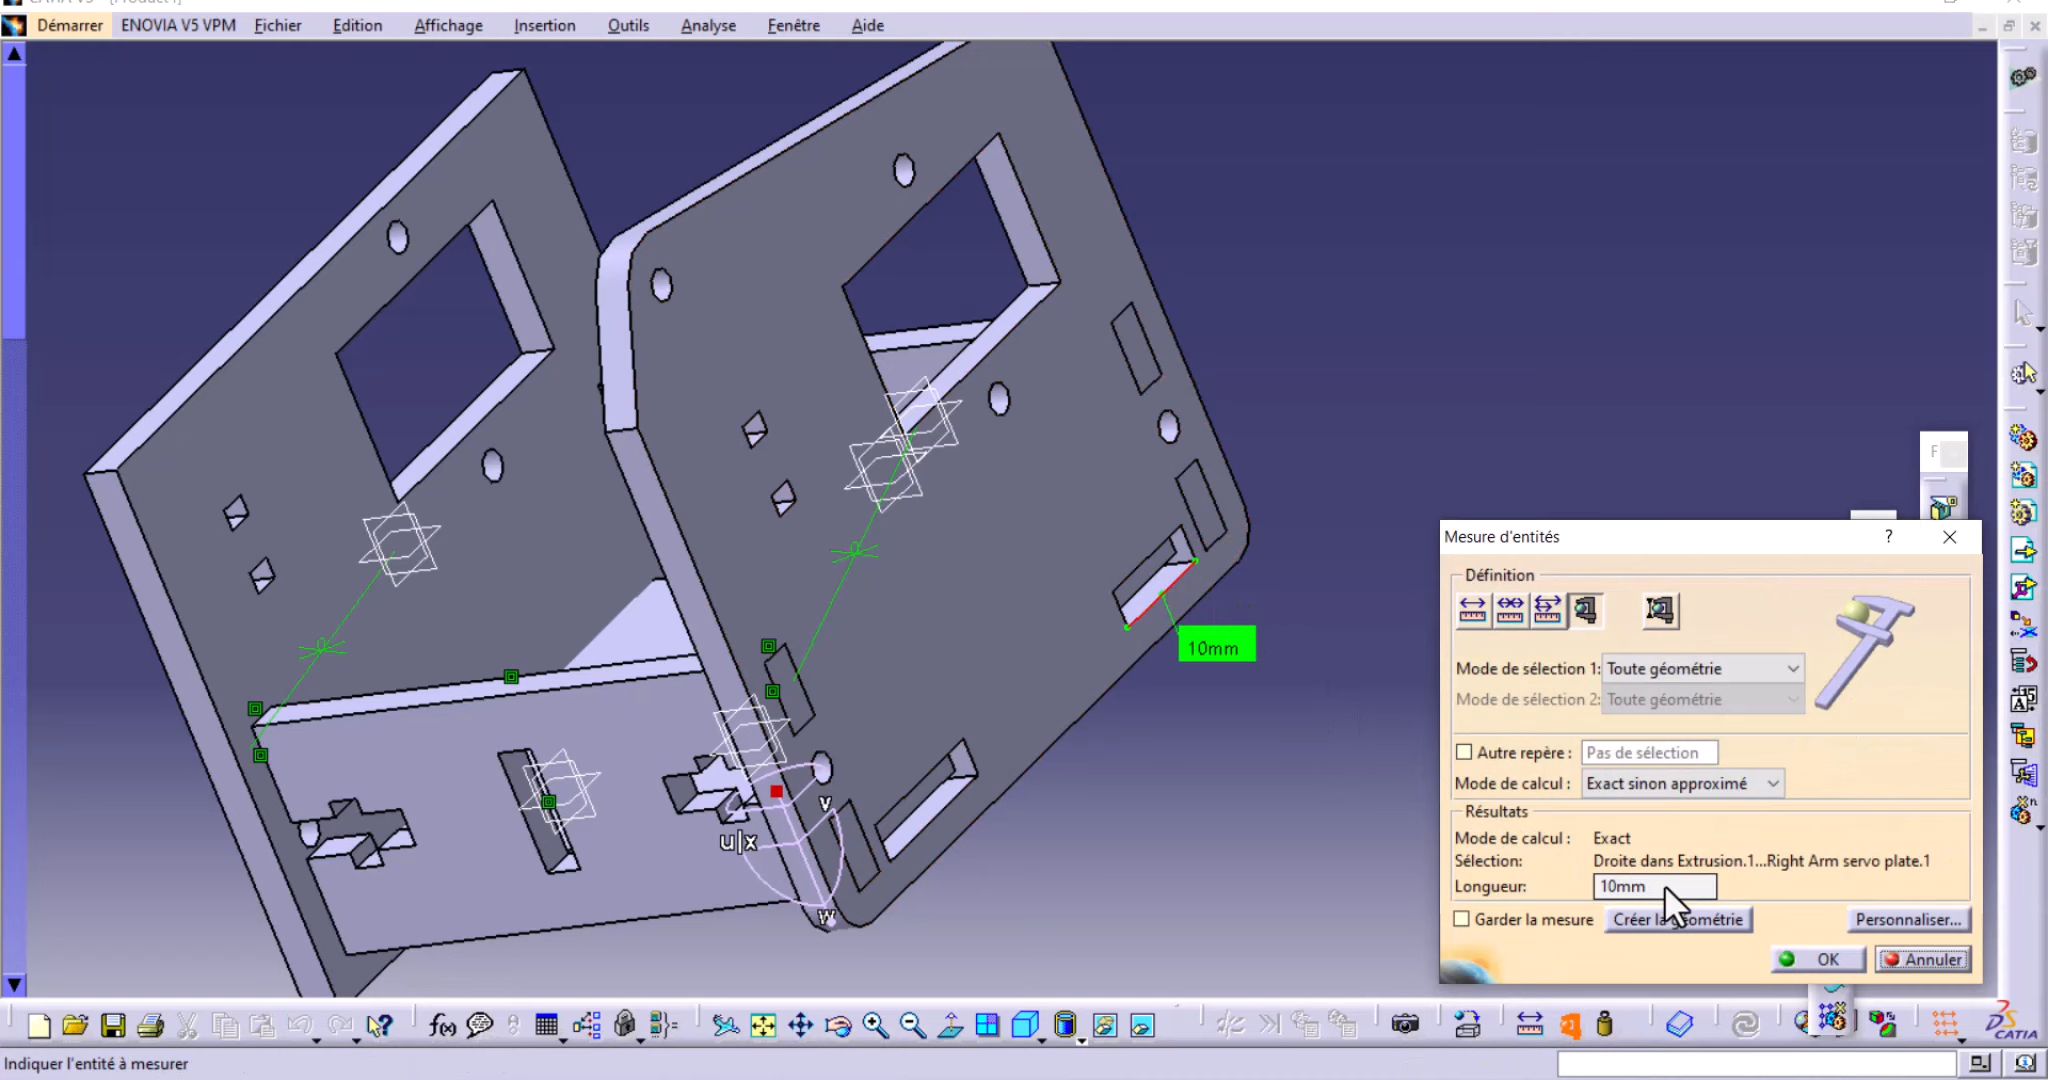 Démarrer ENOVIA V5 VPM Fichier Edition Affichage Insertion Outils Analyse Fenêtre Aide
F
Mesure d'entités ?
Définition
10mm
Mode de sélection 1: Toute géométrie
Mode de sélection 2: Toute géométrie
Autre repère : Pas de sélection
Mode de calcul : Exact sinon approximé
Résultats
Mode de calcul : Exact
Sélection: Droite dans Extrusion.1...Right Arm servo plate.1
Longueur: 10mm
Garder la mesure Créer la géométrie Personnaliser...
OK Annuler
v
u|x
w
f(x)
CATIA
Indiquer l'entité à mesurer